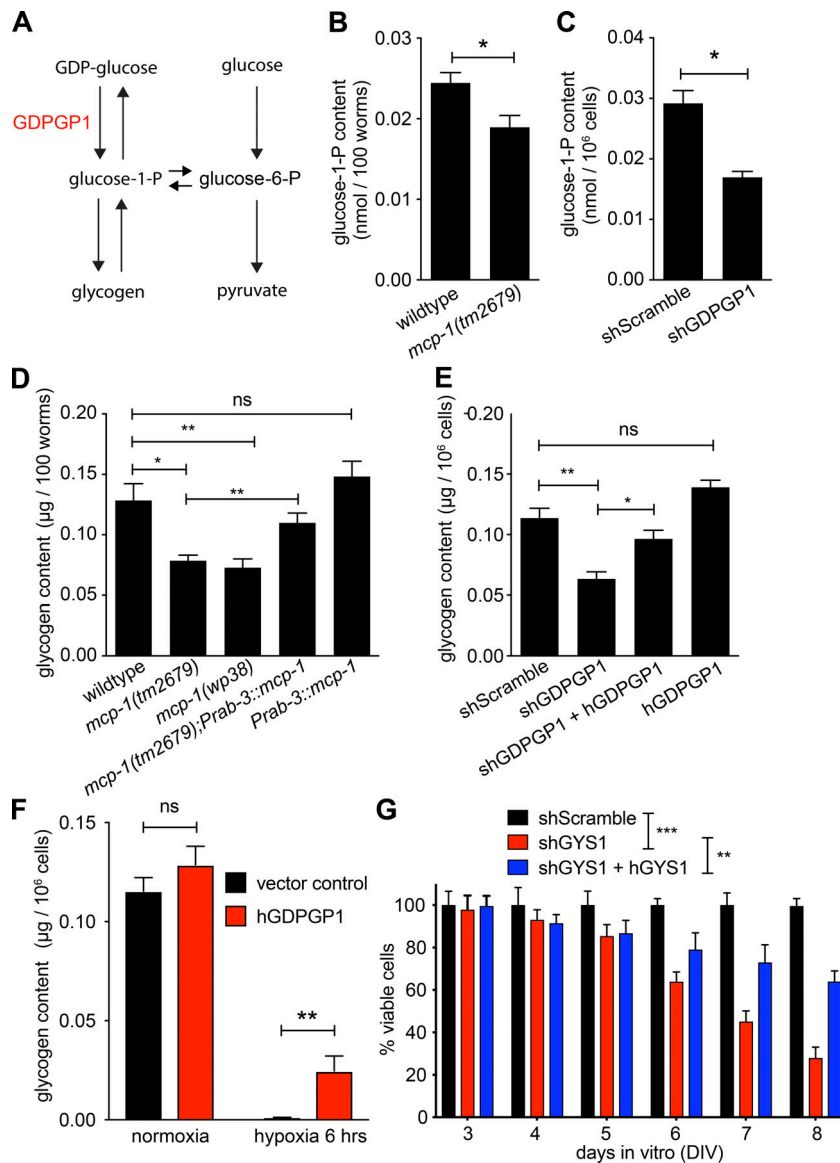 A
GDP-glucose
glucose
GDPGP1
glucose-1-P
glucose-6-P
glycogen
pyruvate
B
glucose-1-P content
(nmol / 100 worms)
0.03
0.02
0.01
0.00
*
wildtype
mcp-1(tm2679)
C
glucose-1-P content
(nmol / 10⁶ cells)
0.04
0.03
0.02
0.01
0.00
*
shScramble
shGDPGP1
D
glycogen content (µg / 100 worms)
0.20
0.15
0.10
0.05
0.00
ns
**
*
**
wildtype
mcp-1(tm2679)
mcp-1(wp38)
mcp-1(tm2679);Prab-3::mcp-1
Prab-3::mcp-1
E
glycogen content (µg / 10⁶ cells)
0.20
0.15
0.10
0.05
0.00
ns
**
*
shScramble
shGDPGP1
shGDPGP1 + hGDPGP1
hGDPGP1
F
glycogen content (µg / 10⁶ cells)
0.15
0.10
0.05
0.00
ns
vector control
hGDPGP1
**
normoxia
hypoxia 6 hrs
G
shScramble
shGYS1
shGYS1 + hGYS1
***
**
% viable cells
100
80
60
40
20
0
3
4
5
6
7
8
days in vitro (DIV)